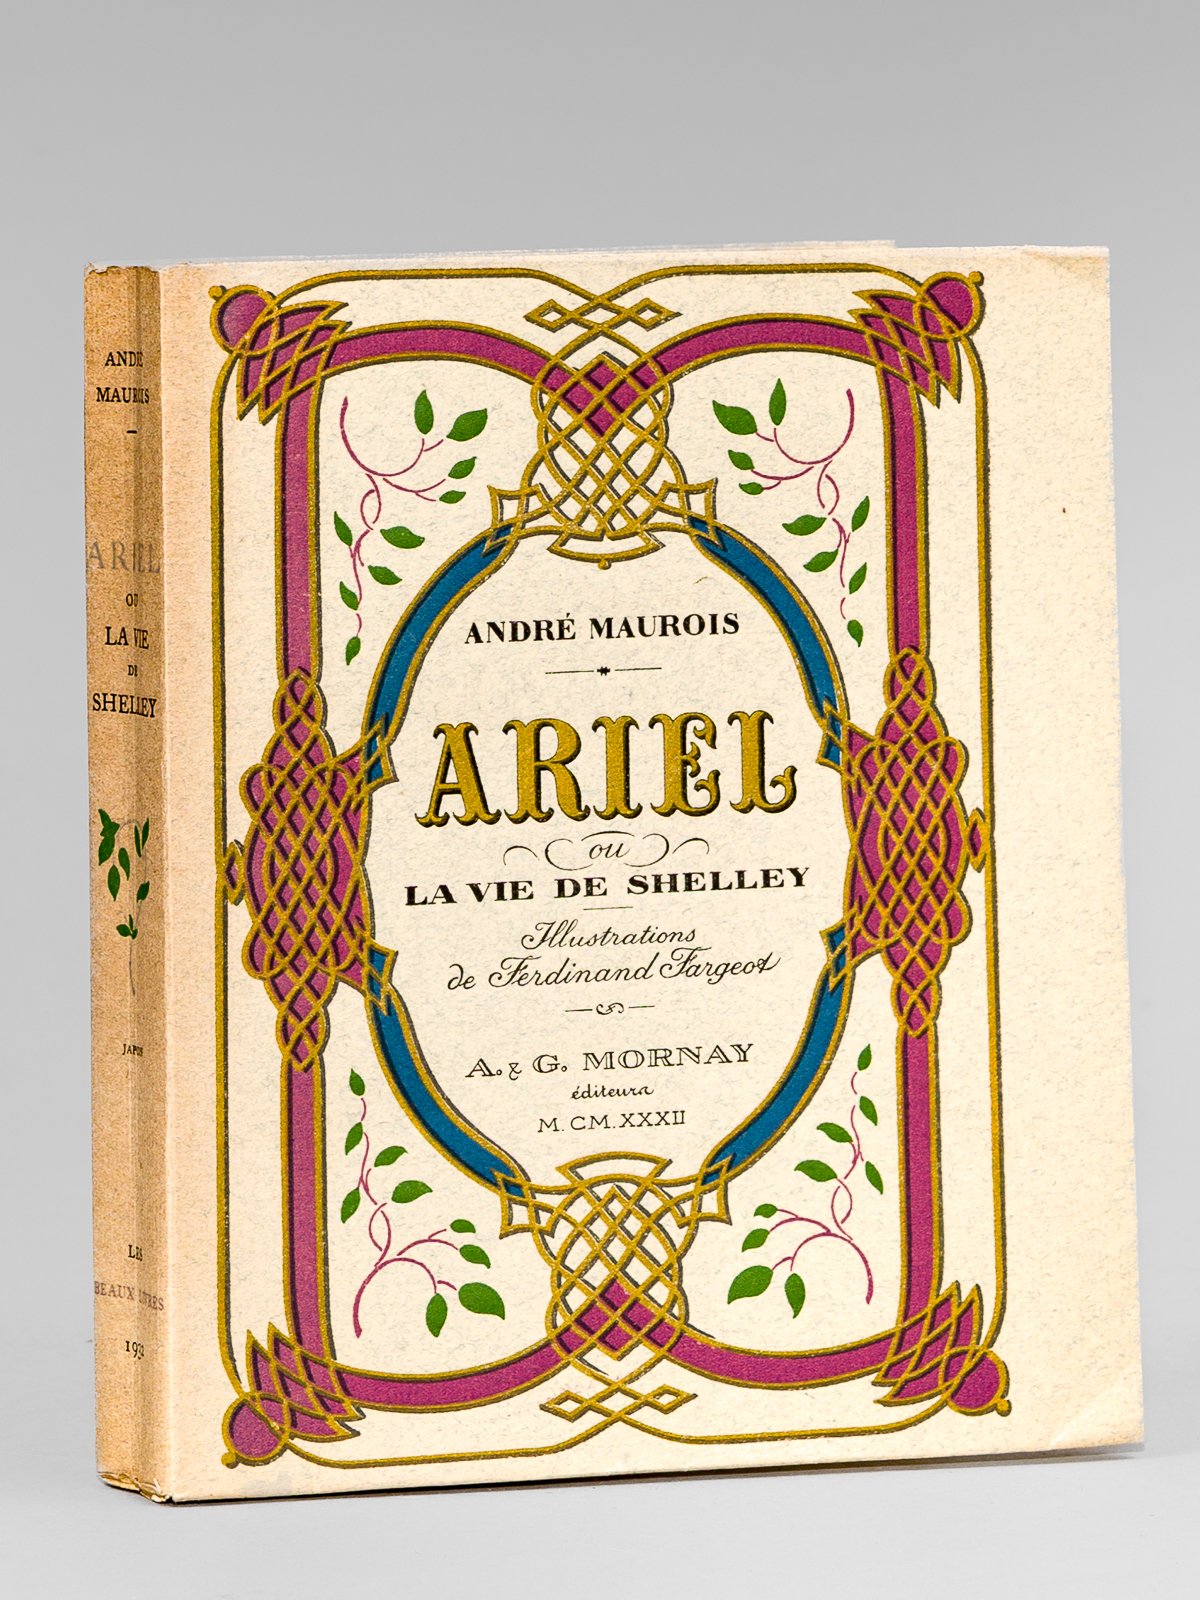 ANDRÉ
MAUROIS
ARIEL
OU
LA VIE
DE
SHELLEY
JAPON
LES
BEAUX LIVRES
1932
ANDRÉ MAUROIS
ARIEL
ou
LA VIE DE SHELLEY
Illustrations
de Ferdinand Fargeot
A. & G. MORNAY
éditeurs
M. CM. XXXII